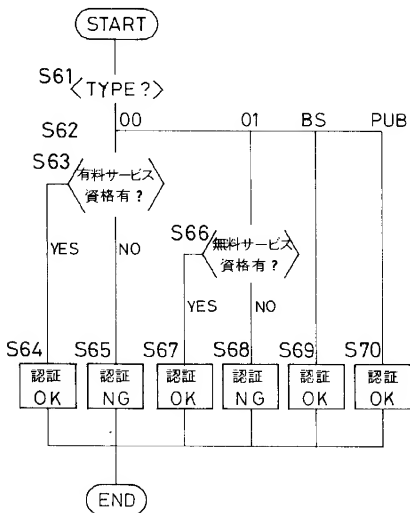 START
S61
TYPE?
S62
00 01 BS PUB
S63
有料サービス
資格有?
S66
無料サービス
資格有?
YES NO
YES NO
S64 S65 S67 S68 S69 S70
認証 認証 認証 認証 認証 認証
OK NG OK NG OK OK
END